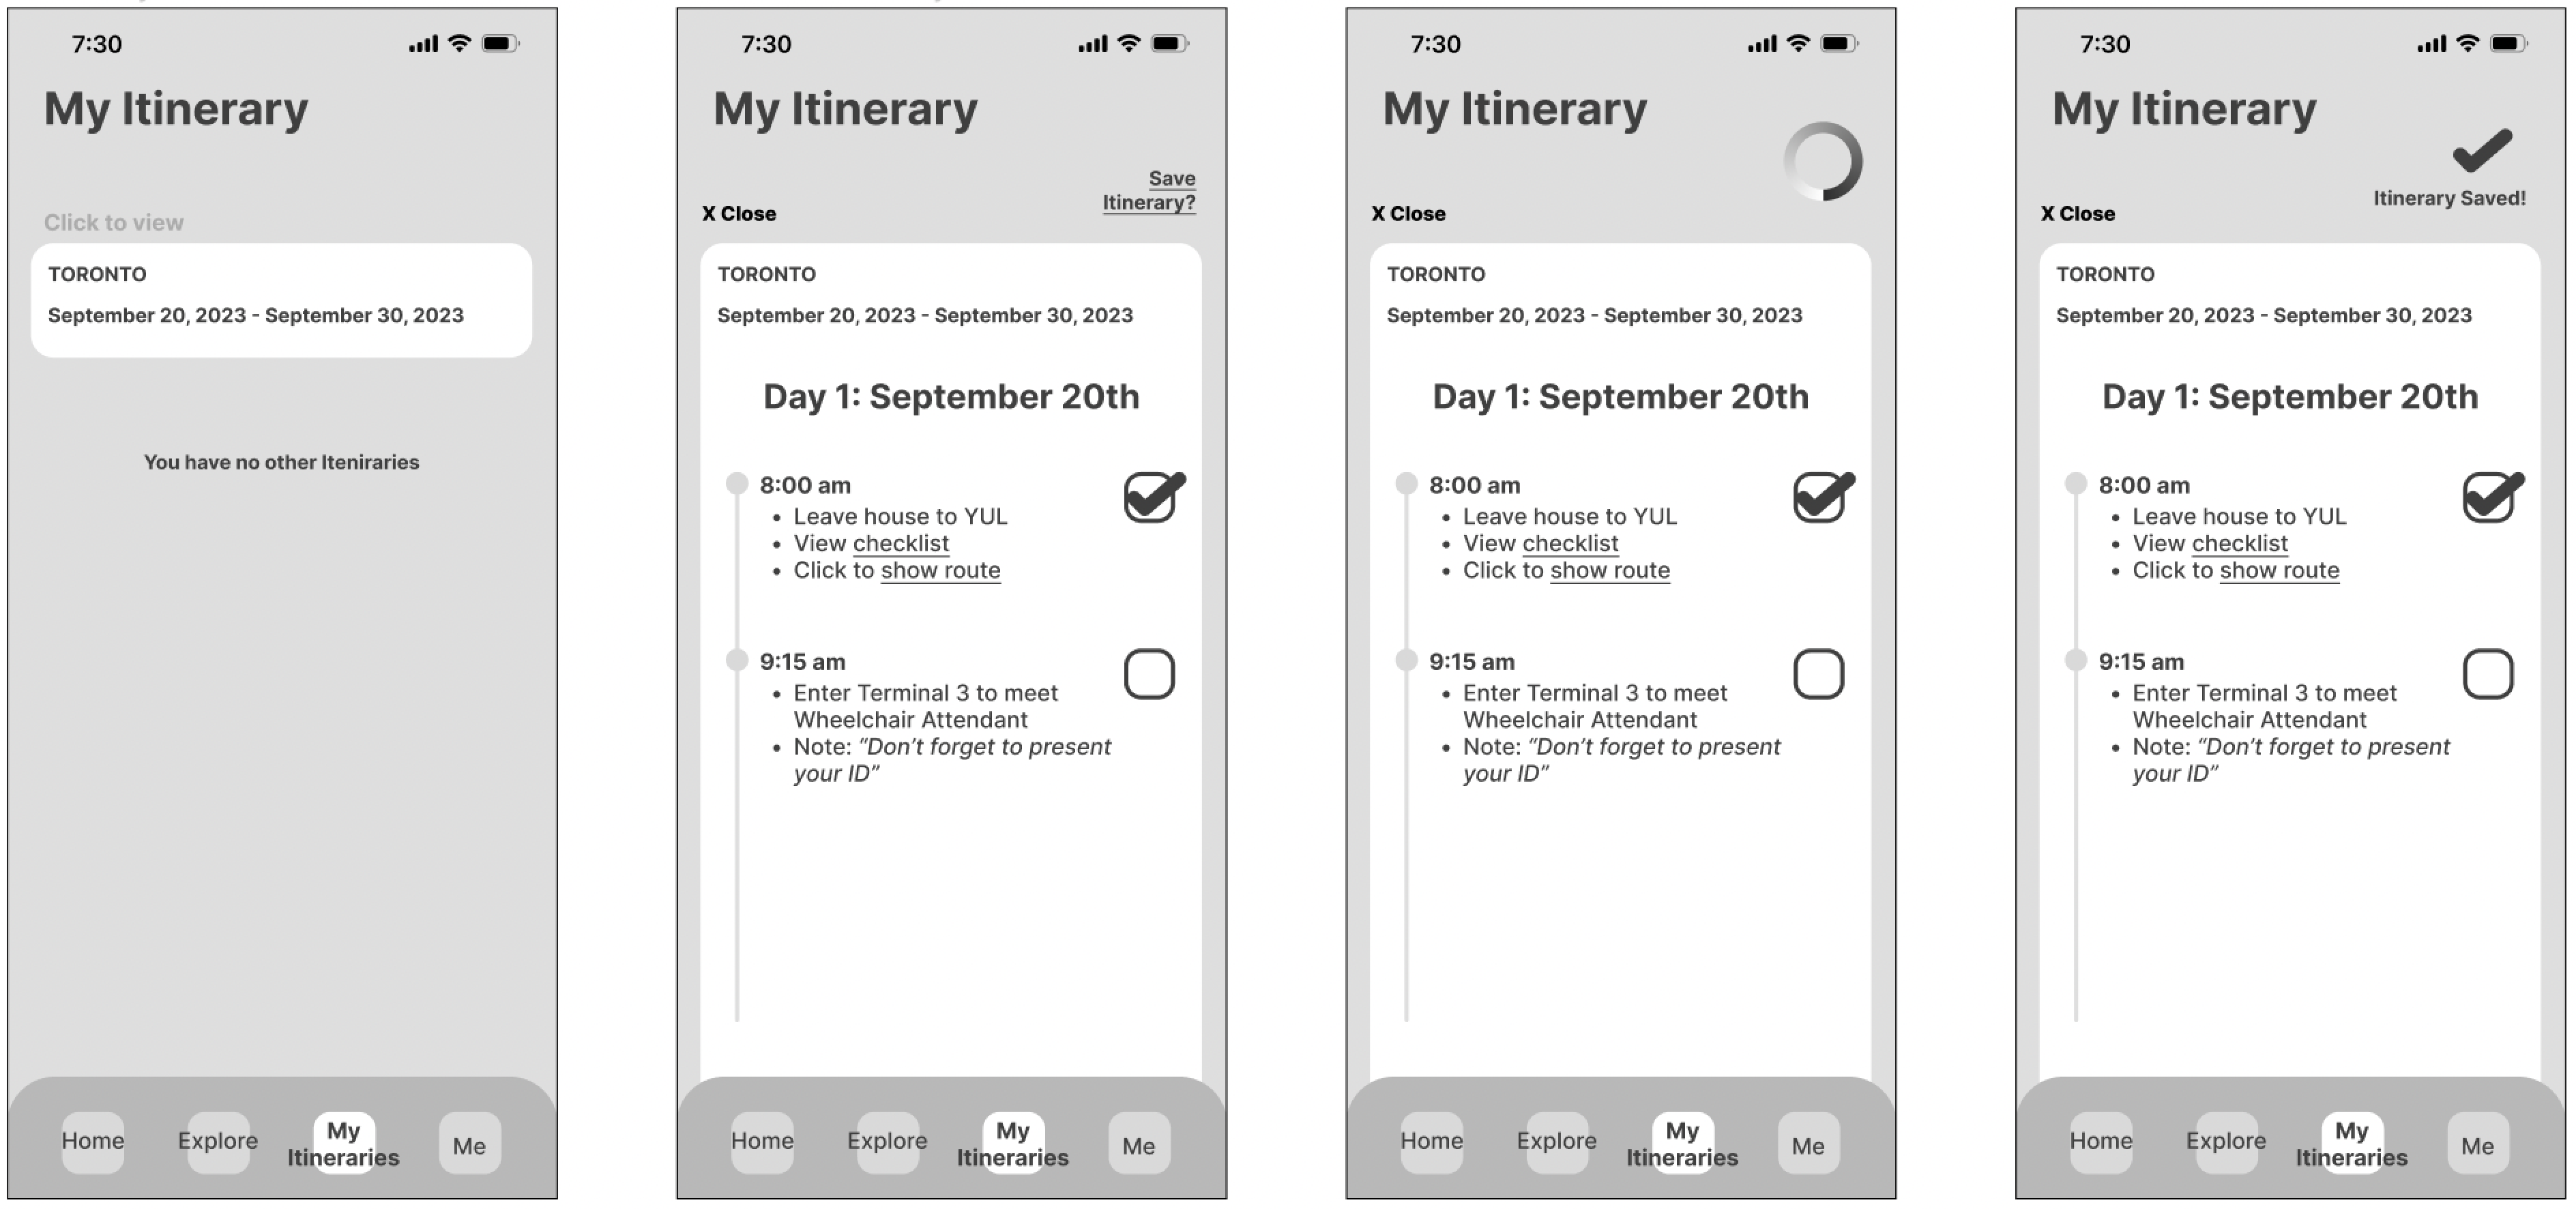 7:30
My Itinerary
Click to view
TORONTO
September 20, 2023 - September 30, 2023
You have no other Iteniraries
Home
Explore
My
Itineraries
Me
7:30
My Itinerary
Save
Itinerary?
X Close
TORONTO
September 20, 2023 - September 30, 2023
Day 1: September 20th
8:00 am
• Leave house to YUL
• View checklist
• Click to show route
9:15 am
• Enter Terminal 3 to meet
Wheelchair Attendant
• Note: “Don’t forget to present
your ID”
Home
Explore
My
Itineraries
Me
7:30
My Itinerary
X Close
TORONTO
September 20, 2023 - September 30, 2023
Day 1: September 20th
8:00 am
• Leave house to YUL
• View checklist
• Click to show route
9:15 am
• Enter Terminal 3 to meet
Wheelchair Attendant
• Note: “Don’t forget to present
your ID”
Home
Explore
My
Itineraries
Me
7:30
My Itinerary
Itinerary Saved!
X Close
TORONTO
September 20, 2023 - September 30, 2023
Day 1: September 20th
8:00 am
• Leave house to YUL
• View checklist
• Click to show route
9:15 am
• Enter Terminal 3 to meet
Wheelchair Attendant
• Note: “Don’t forget to present
your ID”
Home
Explore
My
Itineraries
Me